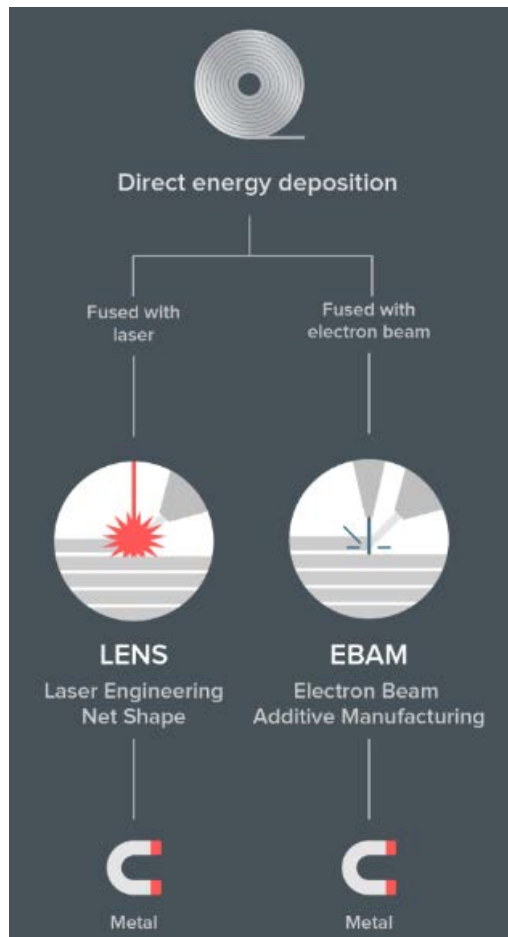 Direct energy deposition
Fused with
laser
Fused with
electron beam
LENS
Laser Engineering
Net Shape
EBAM
Electron Beam
Additive Manufacturing
Metal
Metal